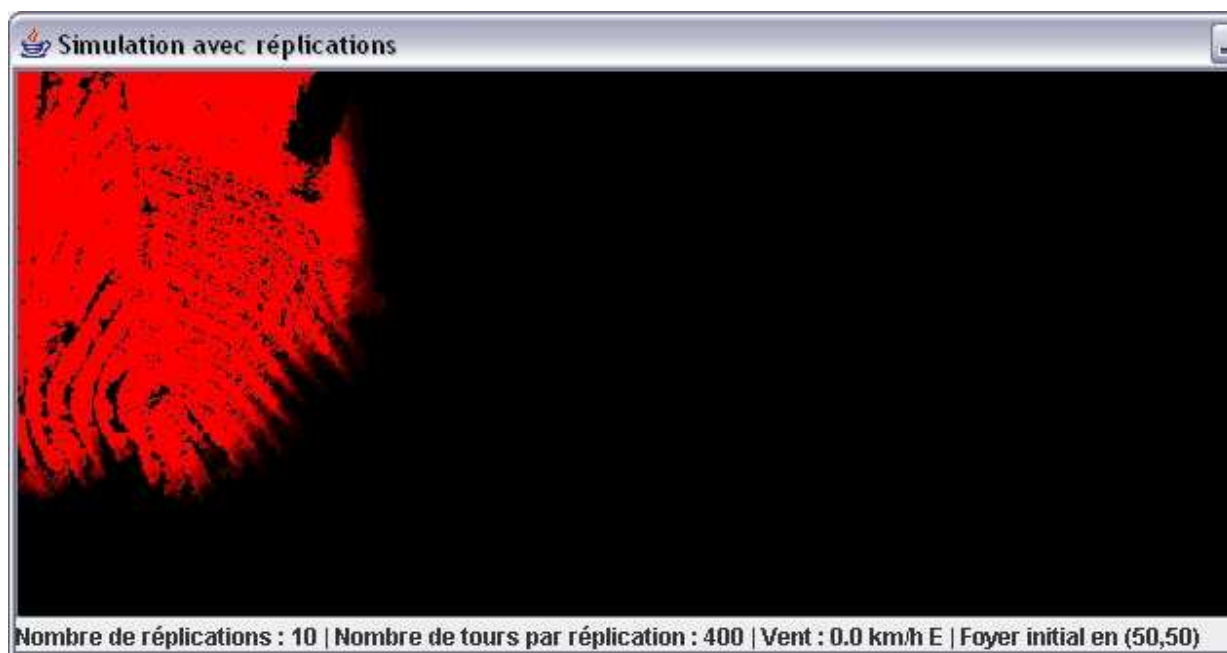 Simulation avec réplications
Nombre de réplications : 10 | Nombre de tours par réplication : 400 | Vent : 0.0 km/h E | Foyer initial en (50,50)